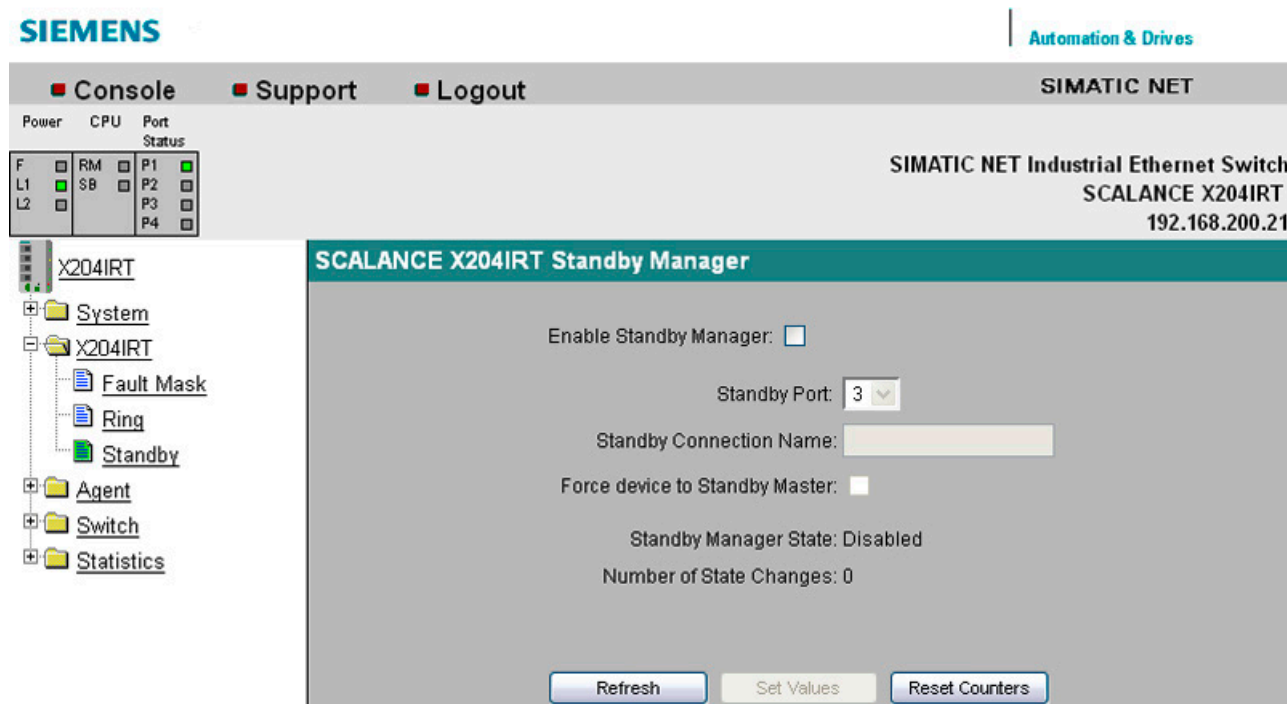 SIEMENS
Automation & Drives
Console Support Logout SIMATIC NET
Power CPU Port Status
F RM P1
L1 SB P2
L2 P3
P4
SIMATIC NET Industrial Ethernet Switch
SCALANCE X204IRT
192.168.200.21
X204IRT
System
X204IRT
Fault Mask
Ring
Standby
Agent
Switch
Statistics
SCALANCE X204IRT Standby Manager
Enable Standby Manager:
Standby Port: 3
Standby Connection Name:
Force device to Standby Master:
Standby Manager State: Disabled
Number of State Changes: 0
Refresh Set Values Reset Counters